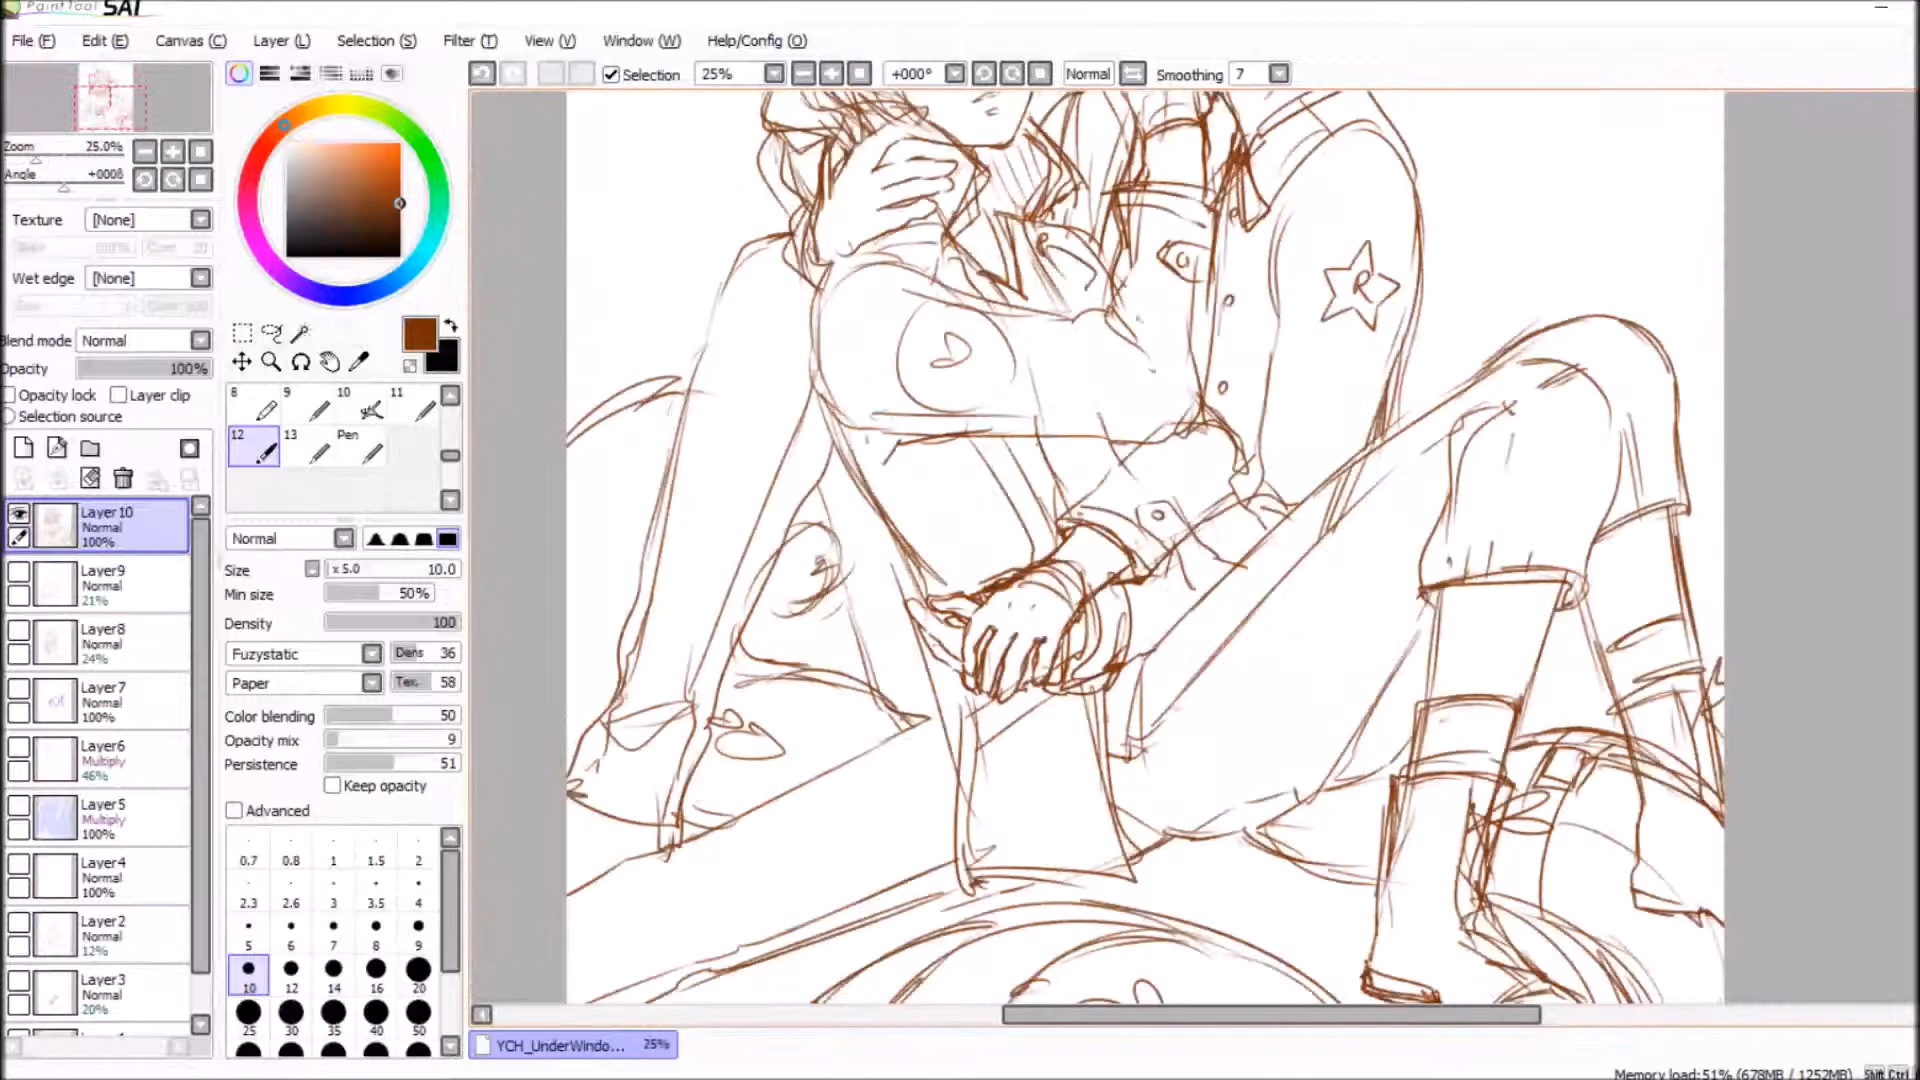 PaintTool SAI
File (F) Edit (E) Canvas (C) Layer (L) Selection (S) Filter (T) View (V) Window (W) Help/Config (O)
Selection 25% +000° Normal Smoothing 7
Zoom 25.0%
Angle +000
Texture [None]
Wet edge [None]
Blend mode Normal
Opacity 100%
Opacity lock Layer clip
Selection source
Layer10
Normal
100%
Layer9
Normal
21%
Layer8
Normal
24%
Layer7
Normal
100%
Layer6
Multiply
46%
Layer5
Multiply
100%
Layer4
Normal
100%
Layer2
Normal
12%
Layer3
Normal
20%
8 9 10 11
12 13 Pen
Normal
Size x 5.0 10.0
Min size 50%
Density 100
Fuzystatic Dens 36
Paper Tex. 58
Color blending 50
Opacity mix 9
Persistence 51
Keep opacity
Advanced
0.7 0.8 1 1.5 2
2.3 2.6 3 3.5 4
5 6 7 8 9
10 12 14 16 20
25 30 35 40 50
R
YCH_UnderWindo... 25%
Memory load:51% (678MB / 1252MB) Shift Ctrl